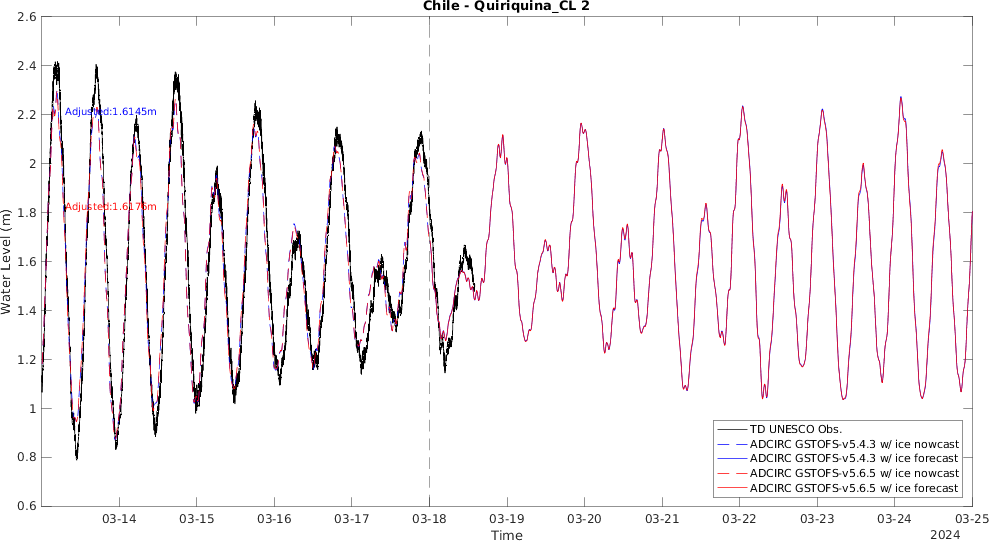 Chile - Quiriquina_CL 2
2.6
2.4
2.2
2
1.8
1.6
1.4
1.2
1
0.8
0.6
Water Level (m)
Adjusted:1.6145m
Adjusted:1.6176m
TD UNESCO Obs.
ADCIRC GSTOFS-v5.4.3 w/ ice nowcast
ADCIRC GSTOFS-v5.4.3 w/ ice forecast
ADCIRC GSTOFS-v5.6.5 w/ ice nowcast
ADCIRC GSTOFS-v5.6.5 w/ ice forecast
03-14 03-15 03-16 03-17 03-18 03-19 03-20 03-21 03-22 03-23 03-24 03-25
Time
2024